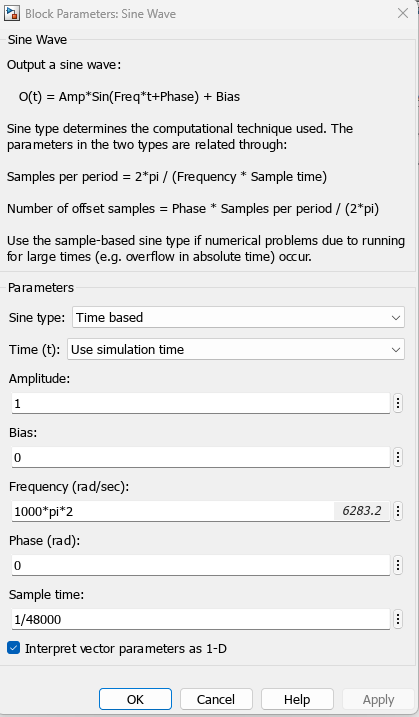 Block Parameters: Sine Wave
Sine Wave
Output a sine wave:
O(t) = Amp*Sin(Freq*t+Phase) + Bias
Sine type determines the computational technique used. The
parameters in the two types are related through:
Samples per period = 2*pi / (Frequency * Sample time)
Number of offset samples = Phase * Samples per period / (2*pi)
Use the sample-based sine type if numerical problems due to running
for large times (e.g. overflow in absolute time) occur.
Parameters
Sine type: Time based
Time (t): Use simulation time
Amplitude:
1
Bias:
0
Frequency (rad/sec):
1000*pi*2 6283.2
Phase (rad):
0
Sample time:
1/48000
Interpret vector parameters as 1-D
OK Cancel Help Apply